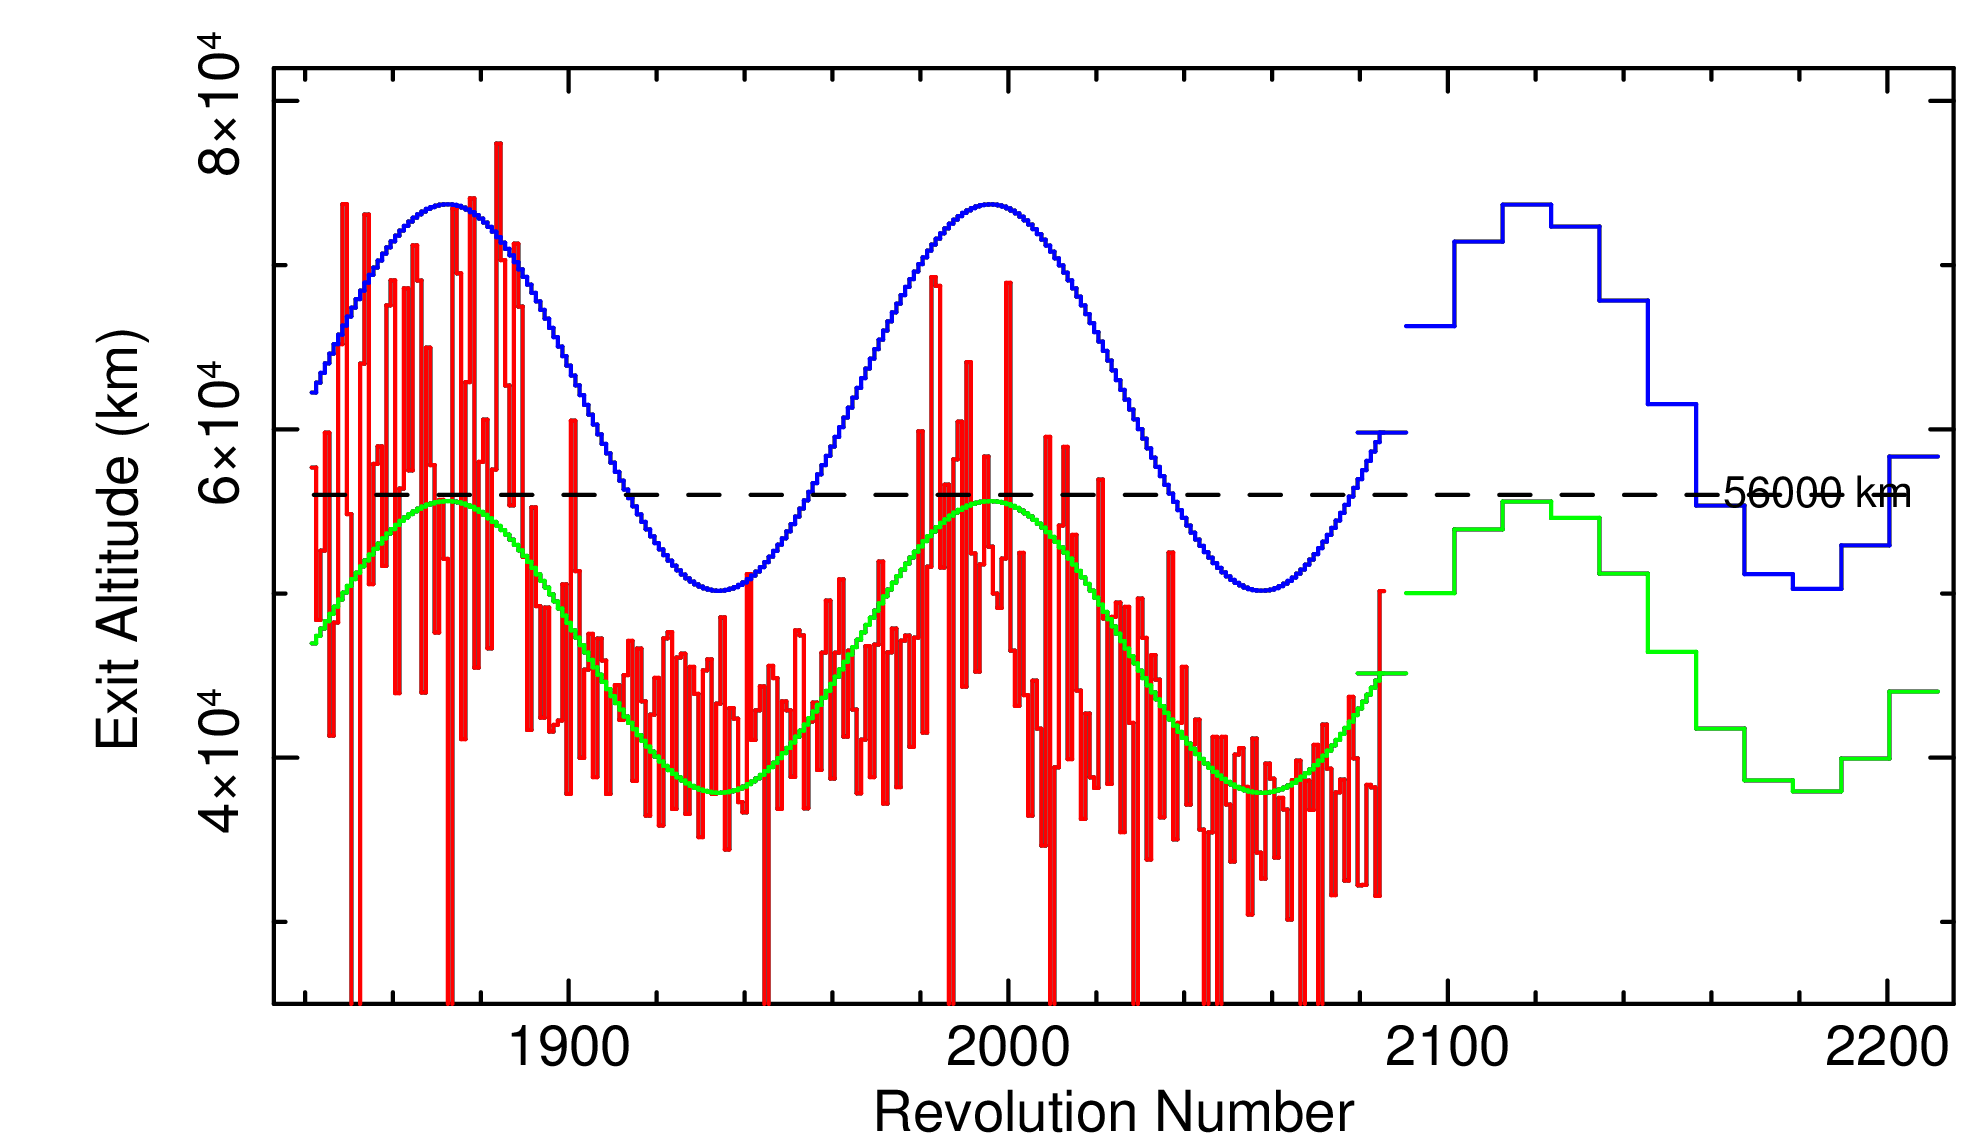 Exit Altitude (km)
8×10⁴
6×10⁴
4×10⁴
56000 km
1900 2000 2100 2200
Revolution Number